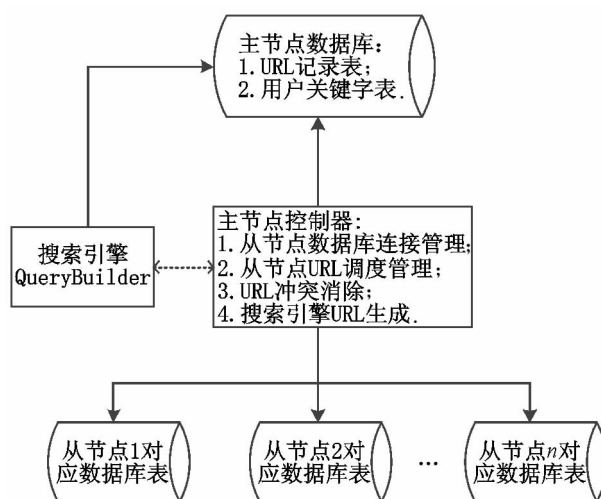 主节点数据库：
1.URL记录表；
2.用户关键字表.
搜索引擎
QueryBuilder
主节点控制器：
1.从节点数据库连接管理；
2.从节点URL调度管理；
3.URL冲突消除；
4.搜索引擎URL生成.
从节点1对
应数据库表
从节点2对
应数据库表
…
从节点n对
应数据库表